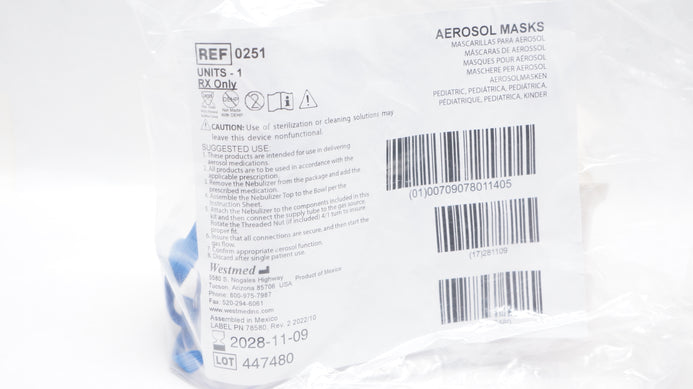 REF 0251
UNITS - 1
RX Only
AEROSOL MASKS
MASCARILLAS PARA AEROSOL
MÁSCARAS DE AEROSSOL
MASQUES POUR AÉROSOL
MASCHERE PER AEROSOL
AEROSOLMASKEN
PEDIATRIC, PEDIÁTRICA, PEDIÁTRICA,
PÉDIATRIQUE, PEDIATRICA, KINDER
CAUTION: Use of sterilization or cleaning solutions may
leave this device nonfunctional.
SUGGESTED USE:
1. These products are intended for use in delivering
aerosol medications.
2. All products are to be used in accordance with the
applicable prescription.
3. Remove the Nebulizer from the package and add the
prescribed medication.
4. Assemble the Nebulizer Top to the Bowl per the
Instruction Sheet.
5. Attach the Nebulizer to the components included in this
kit and then connect the supply tube to the gas source.
Rotate the Threaded Nut (if included) 4/1 turn to insure
proper fit.
6. Ensure that all connections are secure, and then start the
gas flow.
7. Confirm appropriate aerosol function.
8. Discard after single patient use.
(01)00709078011405
(17)281109
Westmed
5580 S. Nogales Highway
Tucson, Arizona 85706 USA
Product of Mexico
Phone: 800-975-7987
Fax: 520-294-6061
www.westmedinc.com
Assembled in Mexico
LABEL PN 78580, Rev. 2 2022/10
2028-11-09
LOT 447480